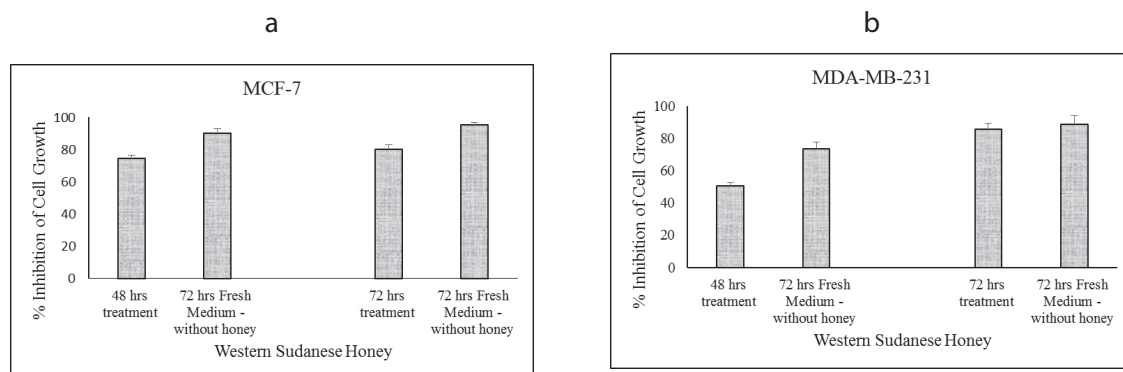 a
MCF-7
% Inhibition of Cell Growth
100
80
60
40
20
0
48 hrs
treatment
72 hrs Fresh
Medium -
without honey
72 hrs
treatment
72 hrs Fresh
Medium -
without honey
Western Sudanese Honey
b
MDA-MB-231
% Inhibition of Cell Growth
100
80
60
40
20
0
48 hrs
treatment
72 hrs Fresh
Medium -
without honey
72 hrs
treatment
72 hrs Fresh
Medium -
without honey
Western Sudanese Honey